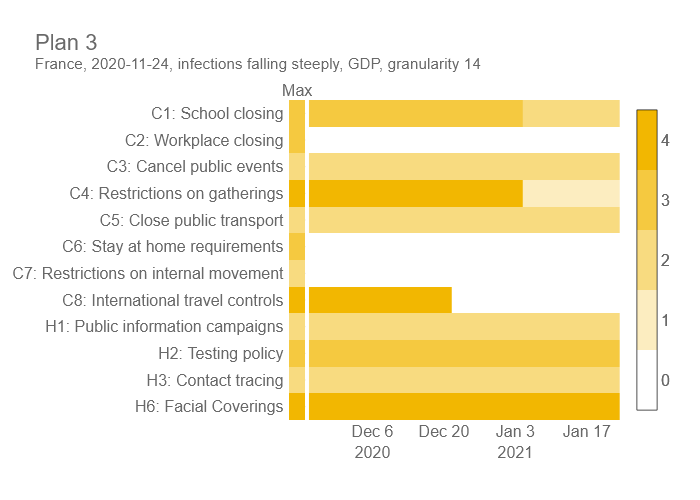 Plan 3
France, 2020-11-24, infections falling steeply, GDP, granularity 14
Max
C1: School closing
C2: Workplace closing
C3: Cancel public events
C4: Restrictions on gatherings
C5: Close public transport
C6: Stay at home requirements
C7: Restrictions on internal movement
C8: International travel controls
H1: Public information campaigns
H2: Testing policy
H3: Contact tracing
H6: Facial Coverings
4
3
2
1
0
Dec 6 Dec 20 Jan 3 Jan 17
2020 2021